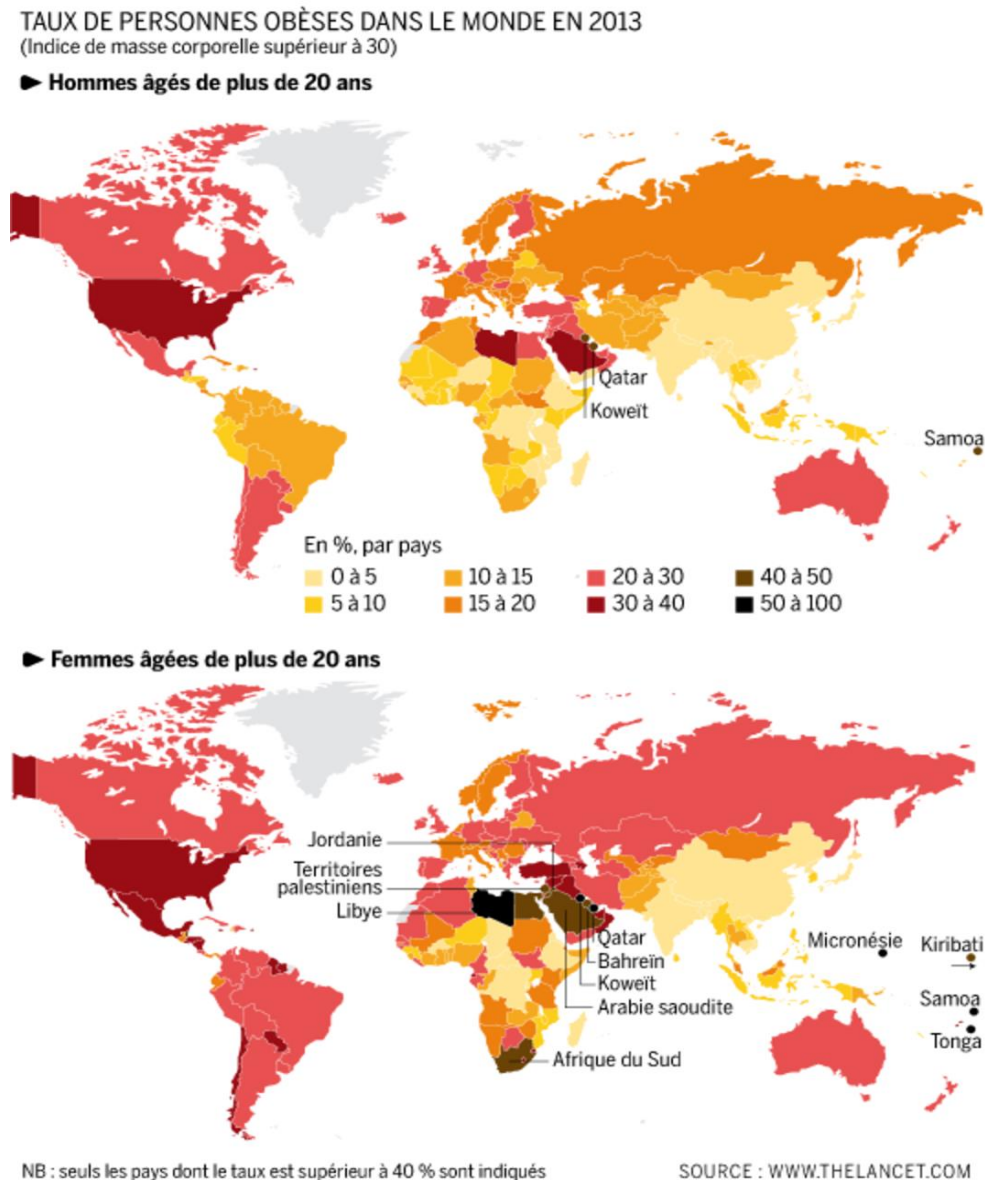 TAUX DE PERSONNES OBÈSES DANS LE MONDE EN 2013
(Indice de masse corporelle supérieur à 30)
Hommes âgés de plus de 20 ans
Qatar
Koweït
Samoa
En %, par pays
0 à 5
10 à 15
20 à 30
40 à 50
5 à 10
15 à 20
30 à 40
50 à 100
Femmes âgées de plus de 20 ans
Jordanie
Territoires
palestiniens
Libye
Qatar
Bahreïn
Koweït
Arabie saoudite
Afrique du Sud
Micronésie
Kiribati
Samoa
Tonga
NB : seuls les pays dont le taux est supérieur à 40 % sont indiqués
SOURCE : WWW.THELANCET.COM